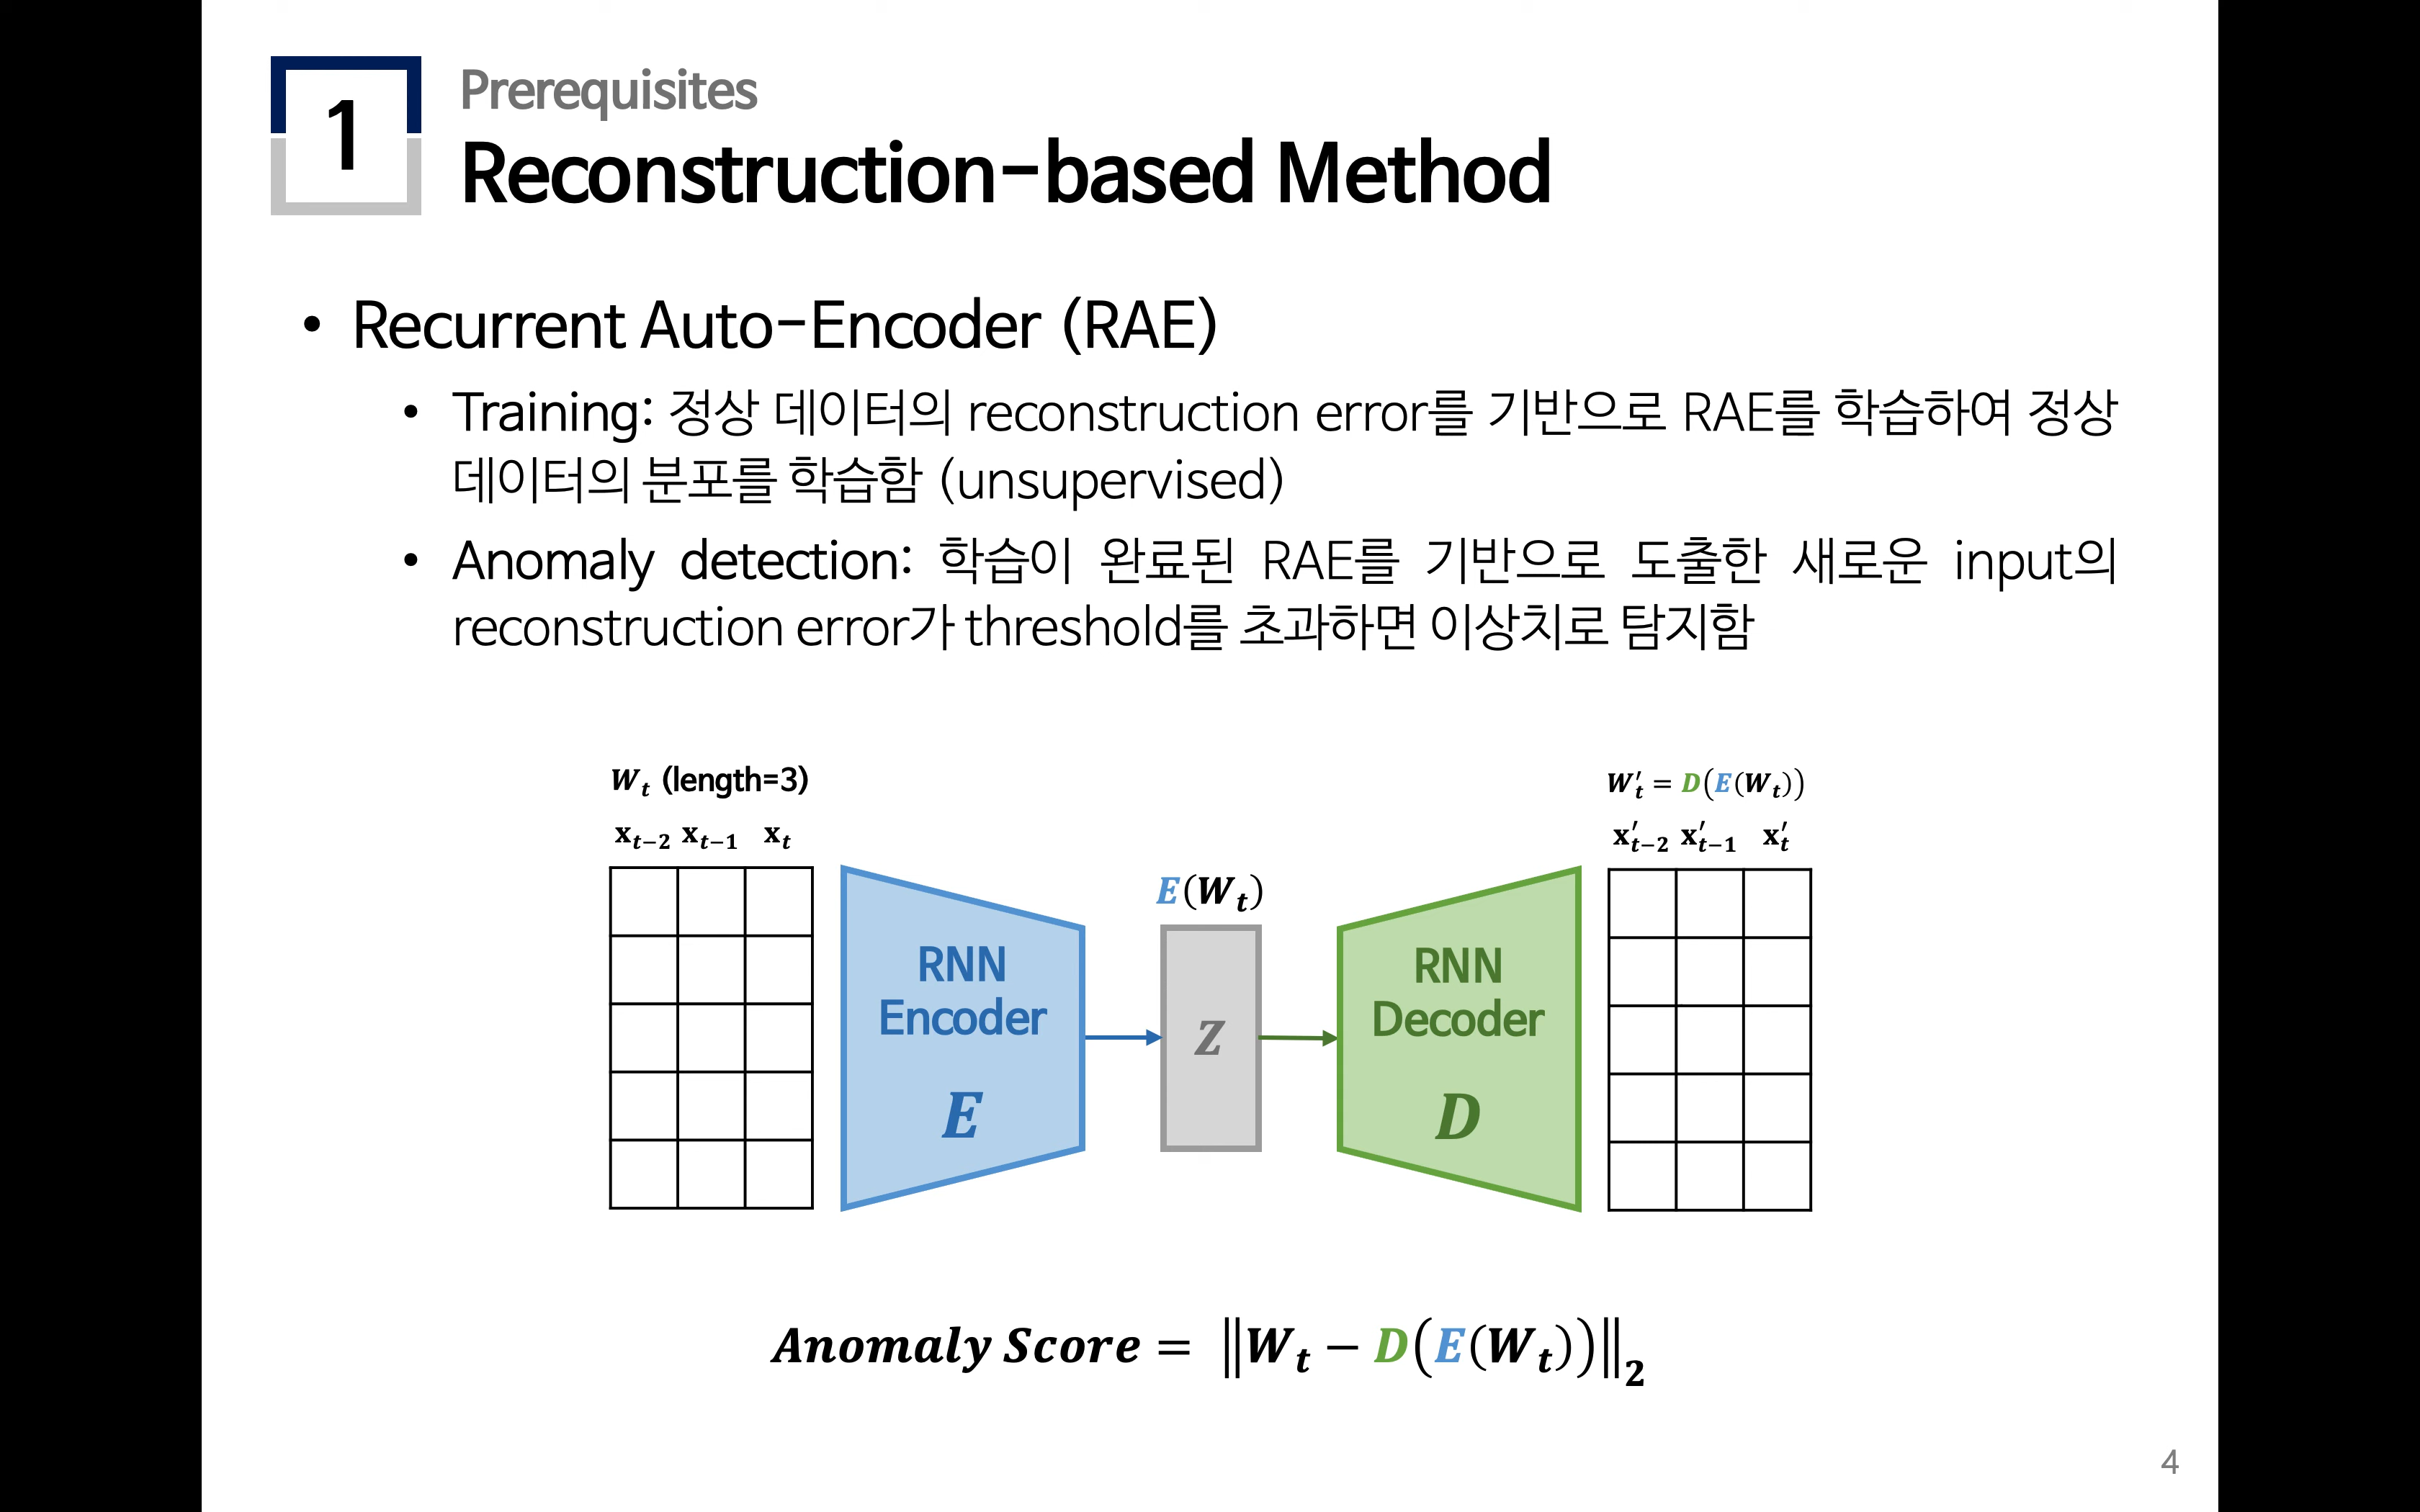 1
Prerequisites
Reconstruction-based Method
• Recurrent Auto-Encoder (RAE)
• Training: 정상 데이터의 reconstruction error를 기반으로 RAE를 학습하여 정상
데이터의 분포를 학습함 (unsupervised)
• Anomaly detection: 학습이 완료된 RAE를 기반으로 도출한 새로운 input의
reconstruction error가 threshold를 초과하면 이상치로 탐지함
W_t (length=3)
x_{t−2} x_{t−1} x_t
RNN
Encoder
E
E(W_t)
z
RNN
Decoder
D
W′_t = D(E(W_t))
x′_{t−2} x′_{t−1} x′_t
Anomaly Score = ‖W_t − D(E(W_t))‖_2
4